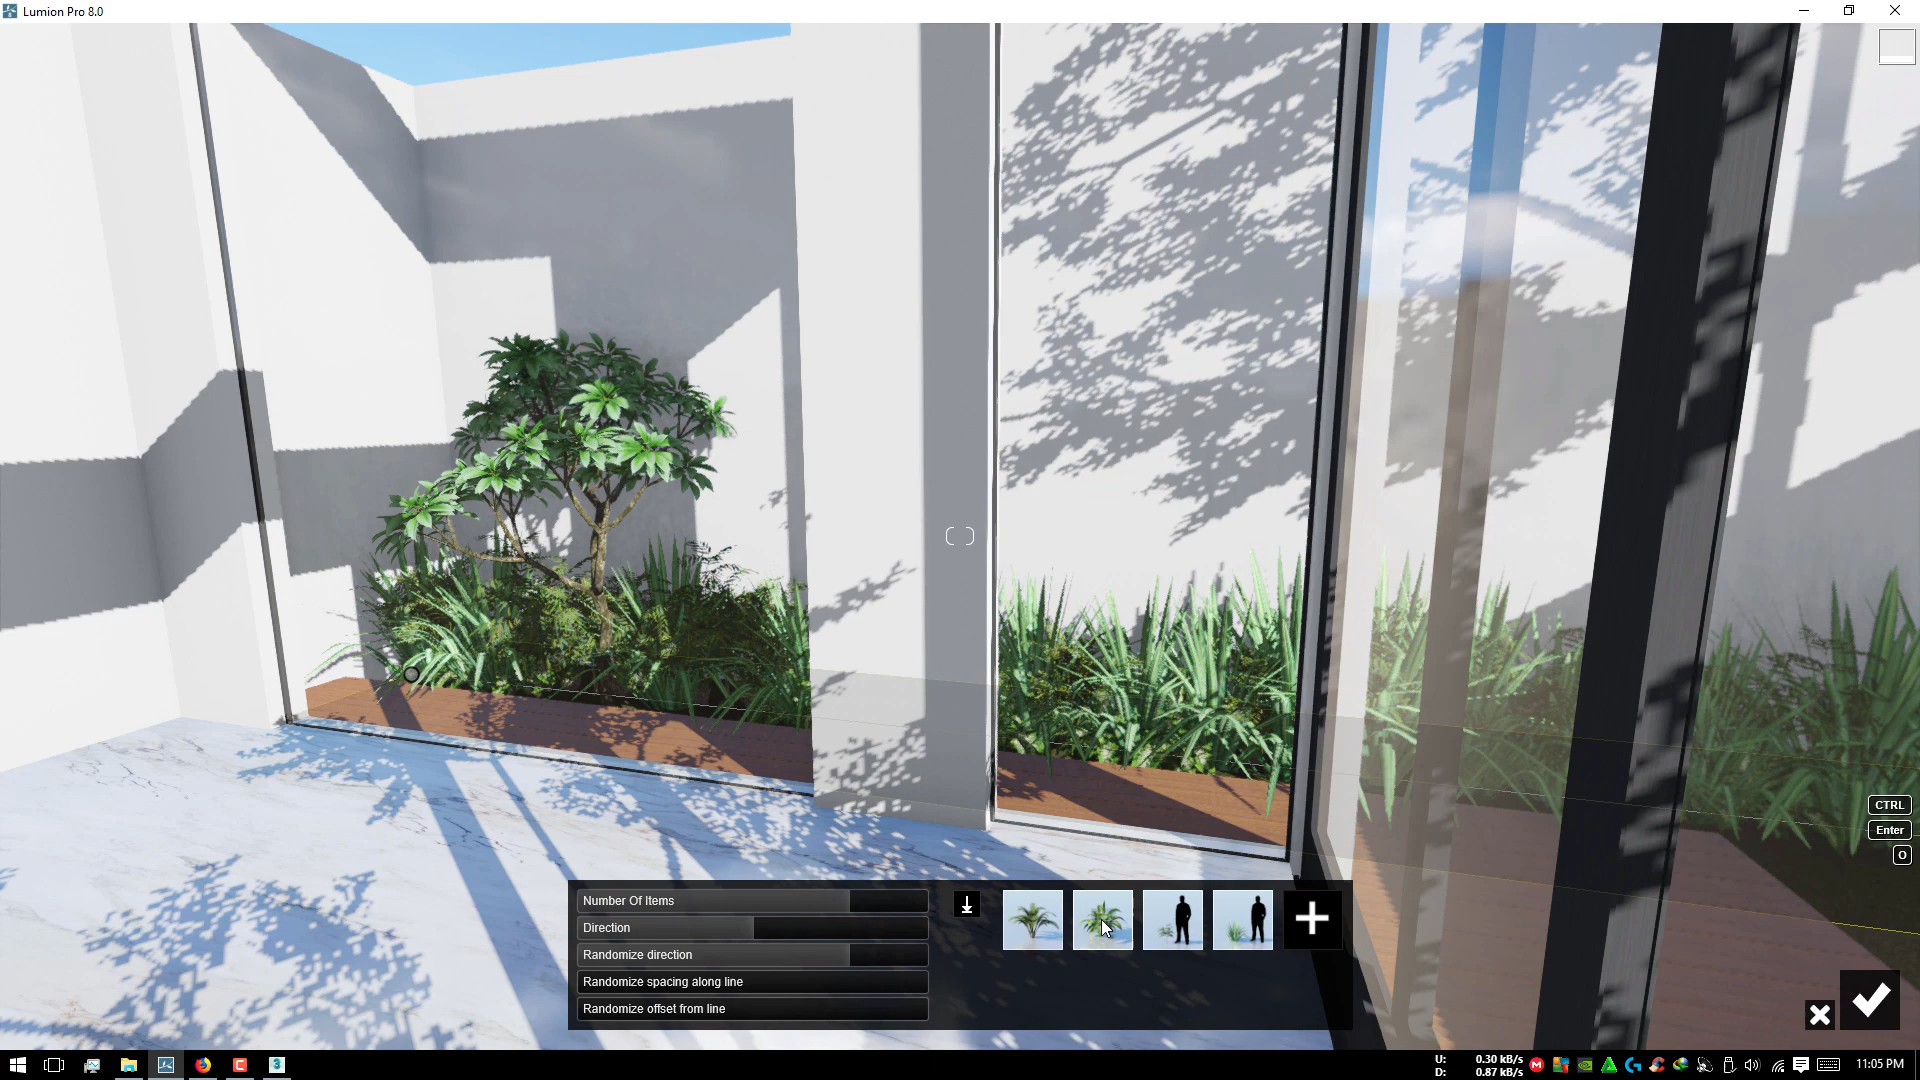 Lumion Pro 8.0
CTRL
Enter
O
Number Of Items
Direction
Randomize direction
Randomize spacing along line
Randomize offset from line
U: 0.30 kB/s
D: 0.87 kB/s
11:05 PM